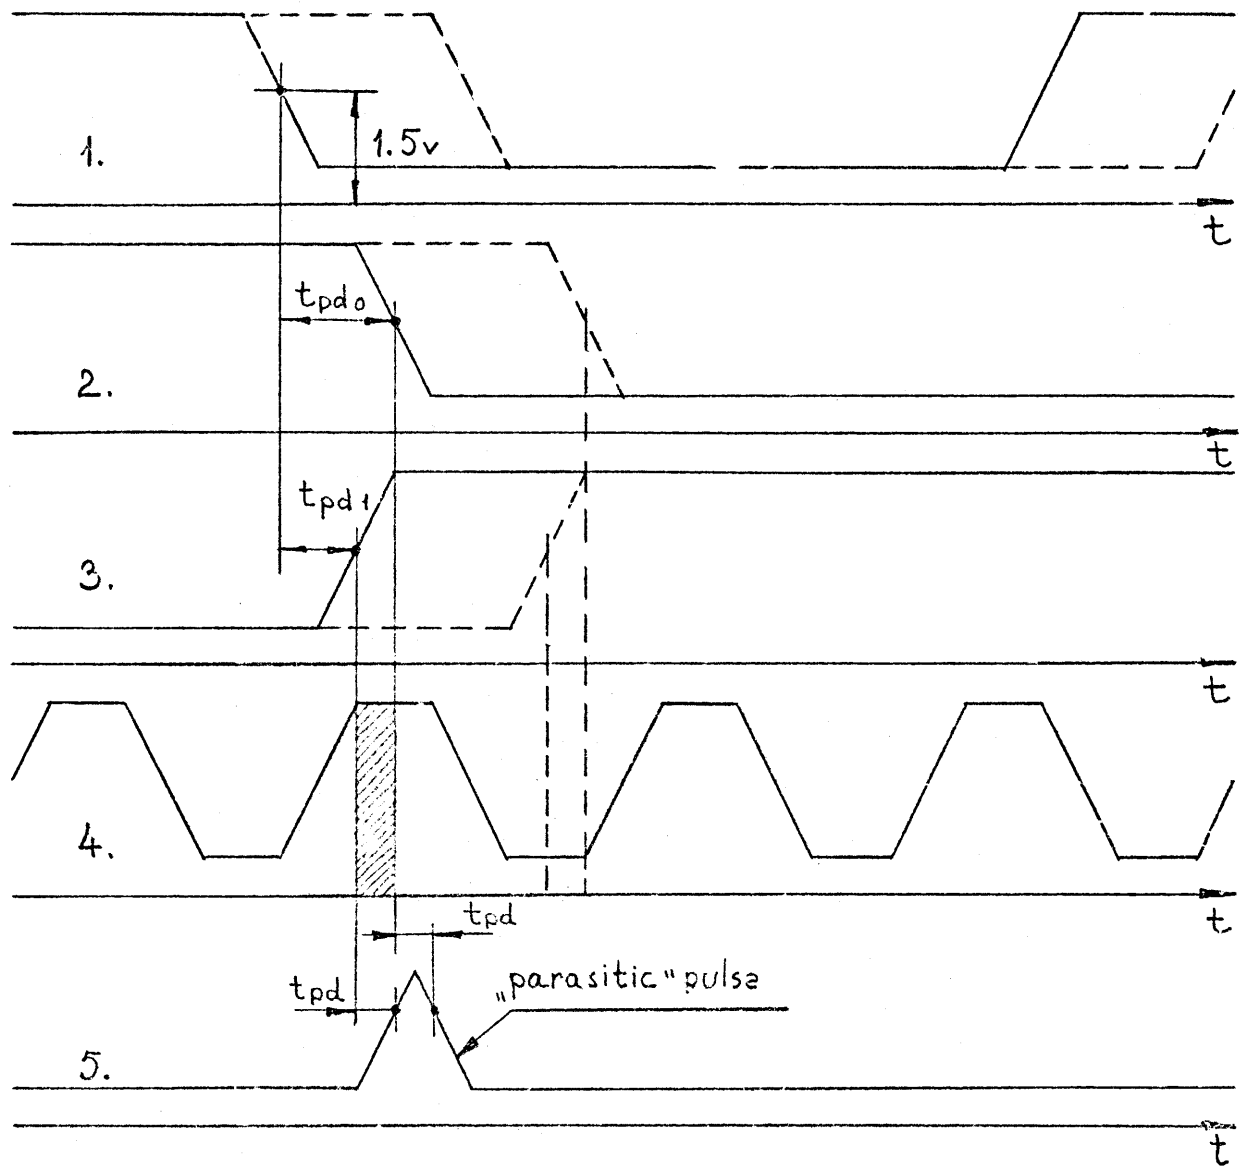 1.
1.5v
t
tpd0
2.
t
tpd1
3.
t
4.
t
tpd
tpd
„parasitic" pulse
5.
t